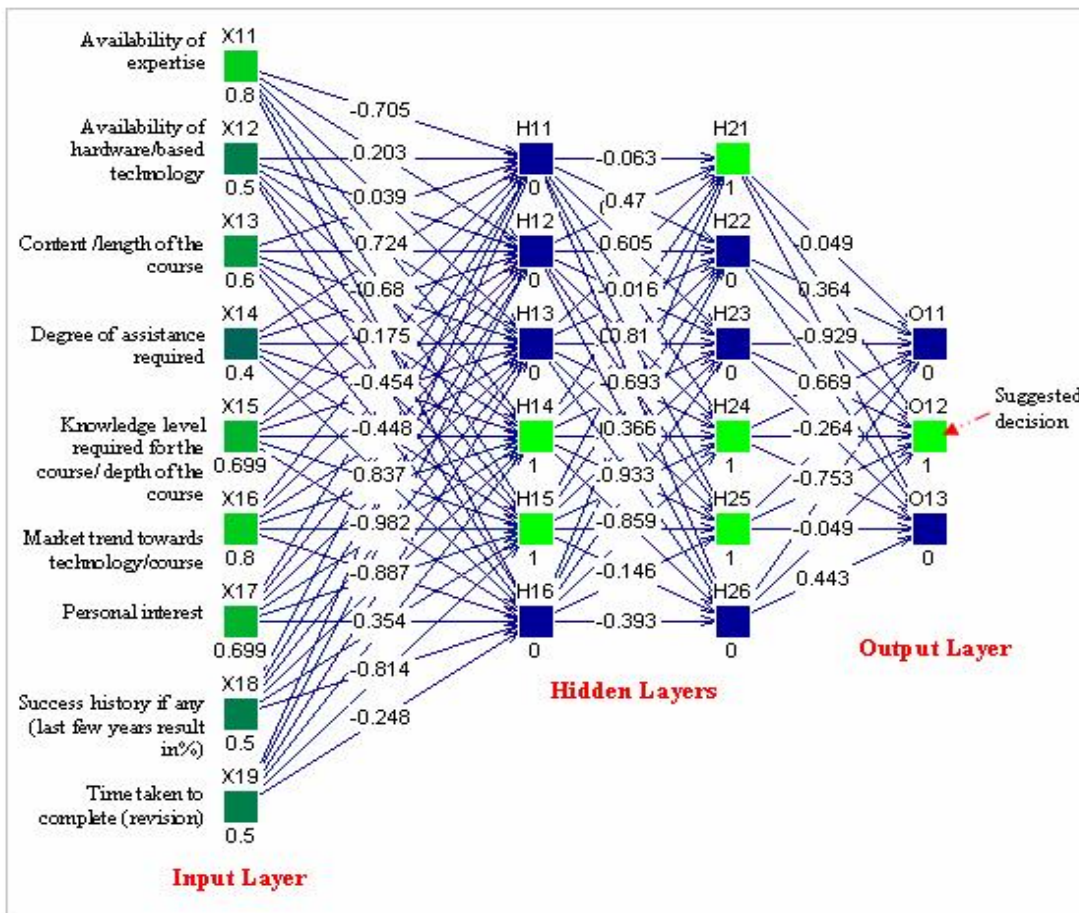 Availability of
expertise
X11
0.8
Availability of
hardware/based
technology
X12
0.5
Content /length of the
course
X13
0.6
Degree of assistance
required
X14
0.4
Knowledge level
required for the
course/ depth of the
course
X15
0.699
Market trend towards
technology/course
X16
0.8
Personal interest
X17
0.699
Success history if any
(last few years result
in%)
X18
0.5
Time taken to
complete (revision)
X19
0.5
Input Layer
-0.705
0.203
0.039
0.724
-0.68
-0.175
-0.454
-0.448
0.837
-0.982
-0.887
0.354
-0.814
-0.248
H11
0
H12
0
H13
0
H14
1
H15
1
H16
0
Hidden Layers
-0.063
0.47
0.605
-0.016
0.81
-0.693
0.366
-0.933
-0.859
-0.146
-0.393
H21
1
H22
0
H23
0
H24
1
H25
1
H26
0
-0.049
0.364
-0.929
0.669
-0.264
-0.753
-0.049
0.443
O11
0
O12
1
O13
0
Suggested
decision
Output Layer